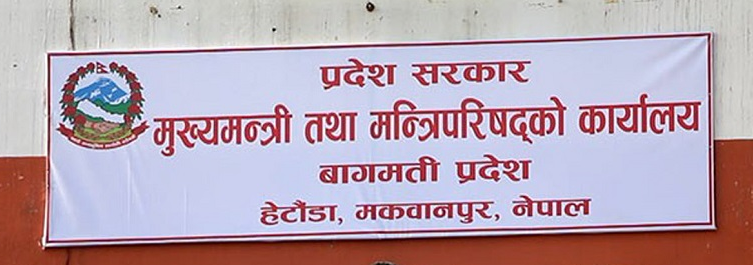 प्रदेश सरकार
मुख्यमन्त्री तथा मन्त्रिपरिषद्को कार्यालय
बागमती प्रदेश
हेटौंडा, मकवानपुर, नेपाल